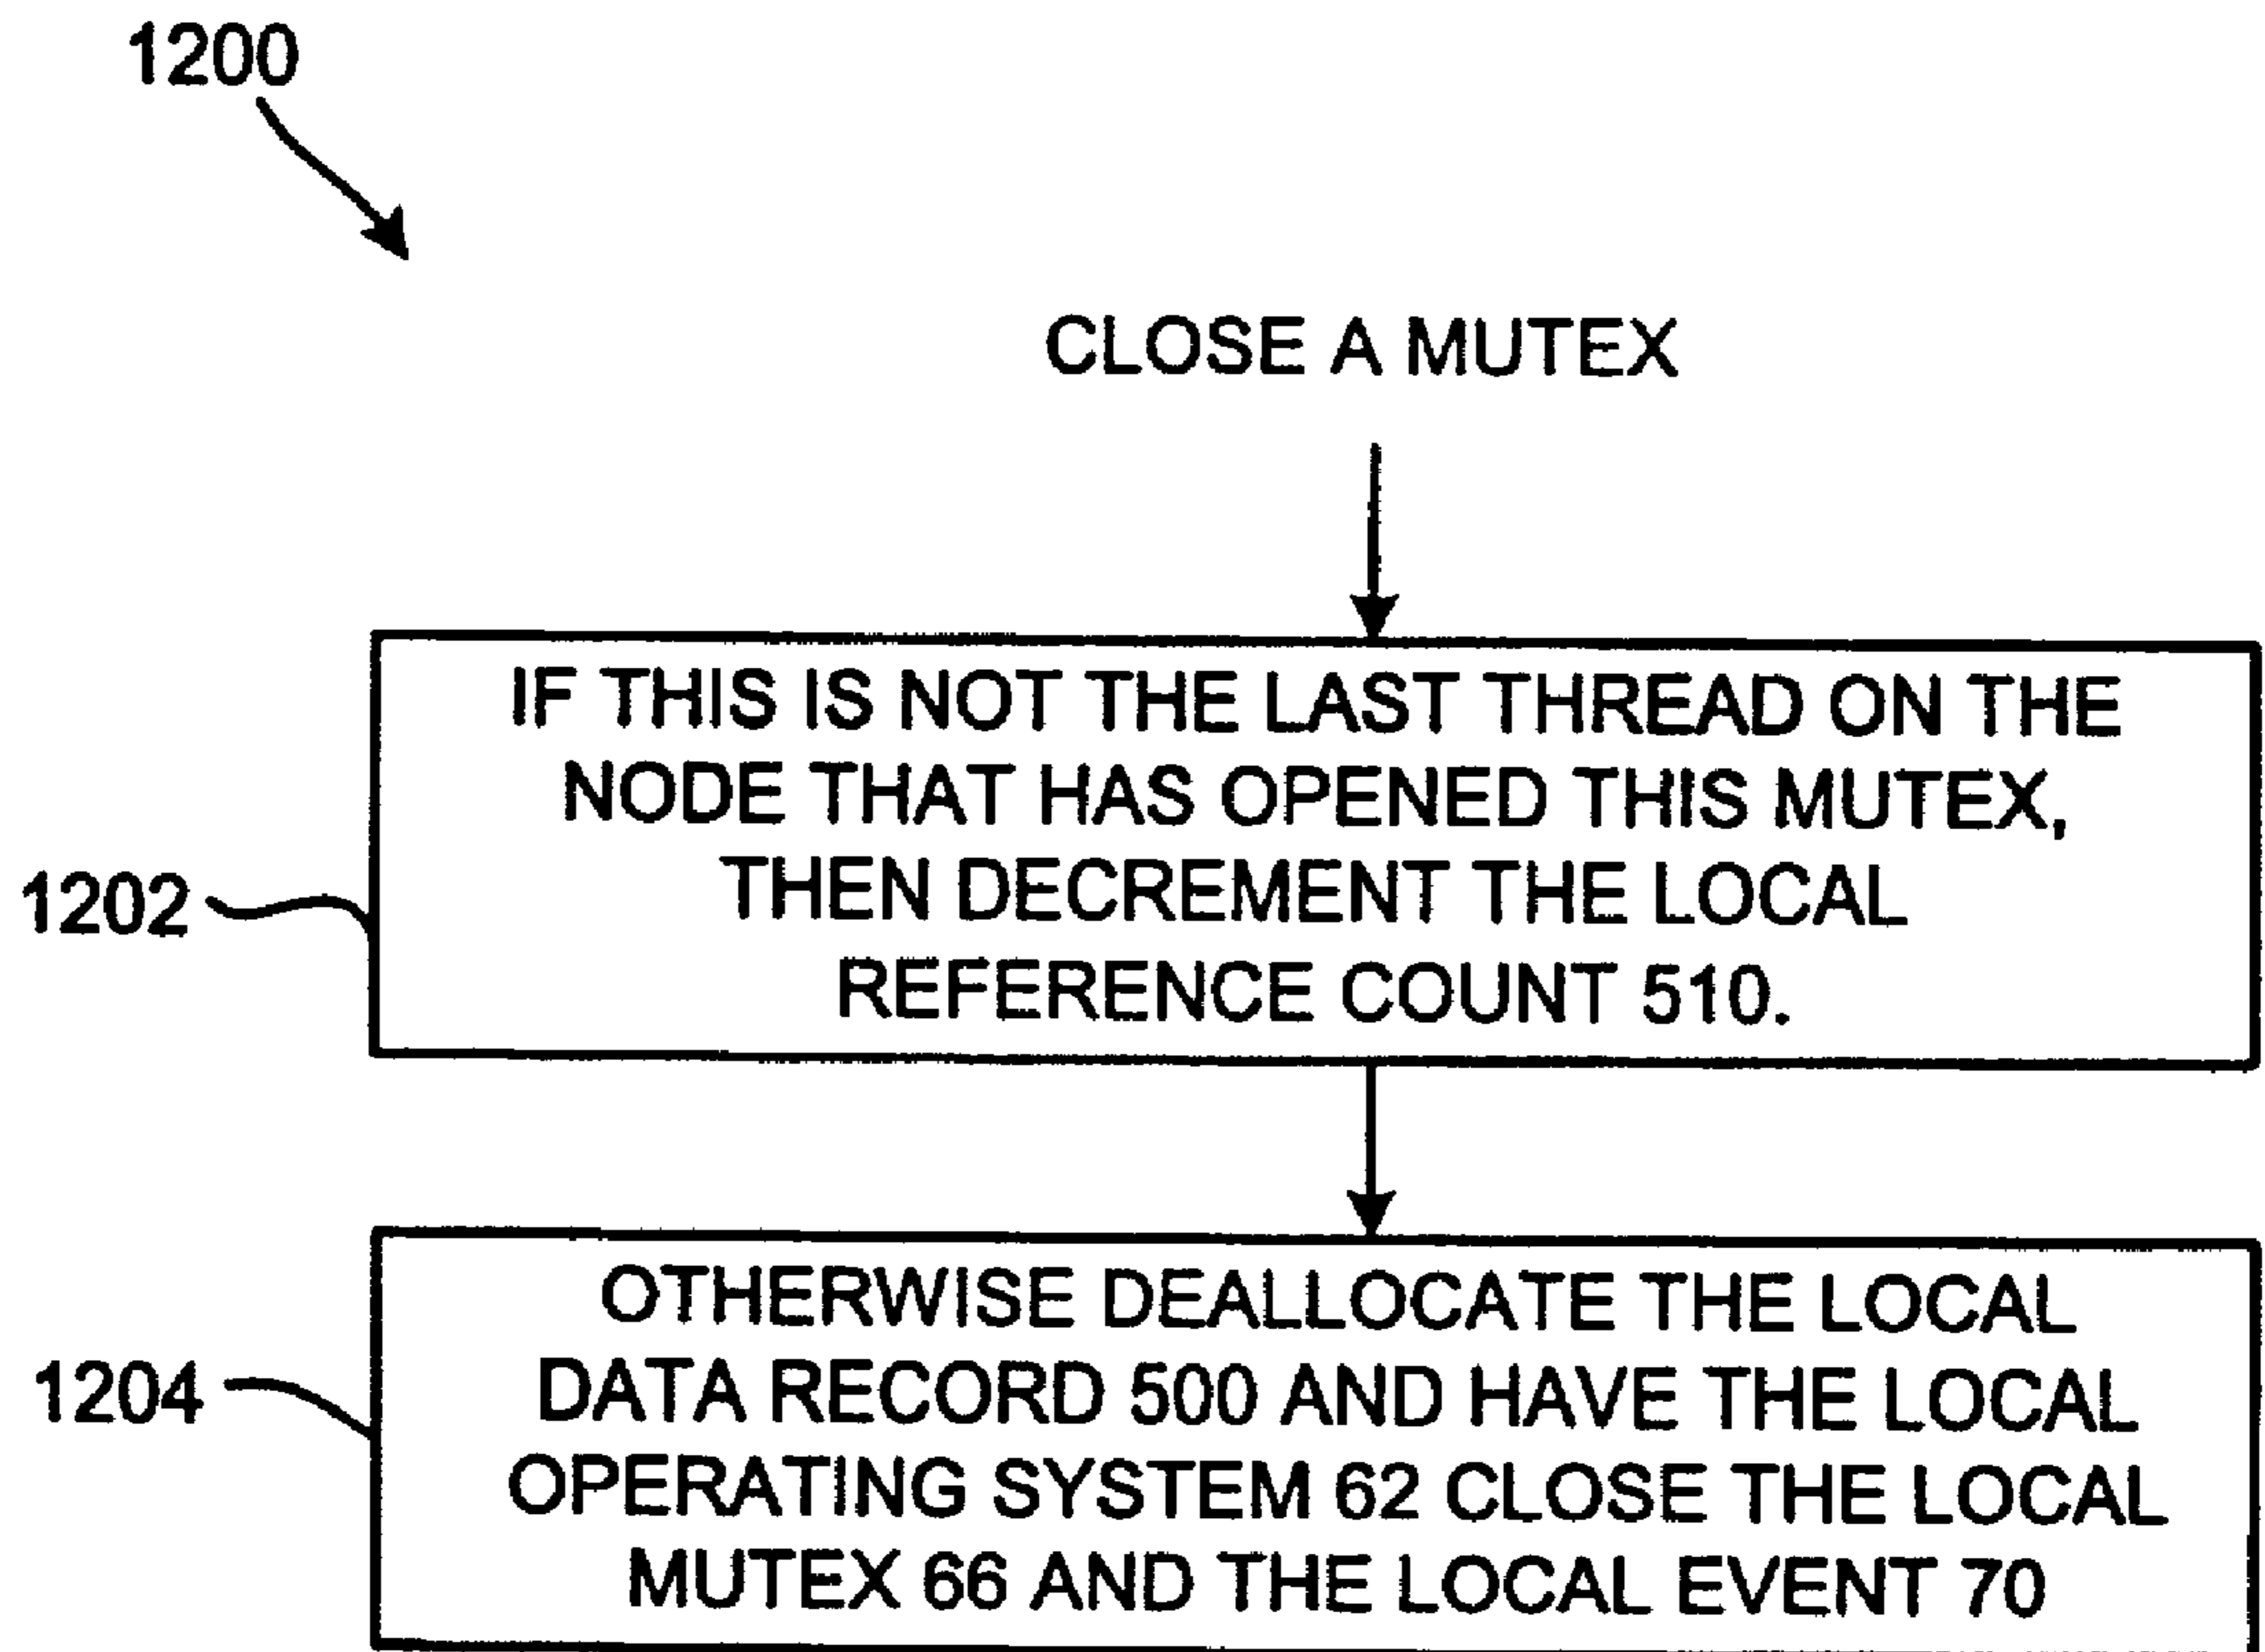 1200
CLOSE A MUTEX
IF THIS IS NOT THE LAST THREAD ON THE
NODE THAT HAS OPENED THIS MUTEX,
THEN DECREMENT THE LOCAL
REFERENCE COUNT 510.
1202
OTHERWISE DEALLOCATE THE LOCAL
DATA RECORD 500 AND HAVE THE LOCAL
OPERATING SYSTEM 62 CLOSE THE LOCAL
MUTEX 66 AND THE LOCAL EVENT 70
1204